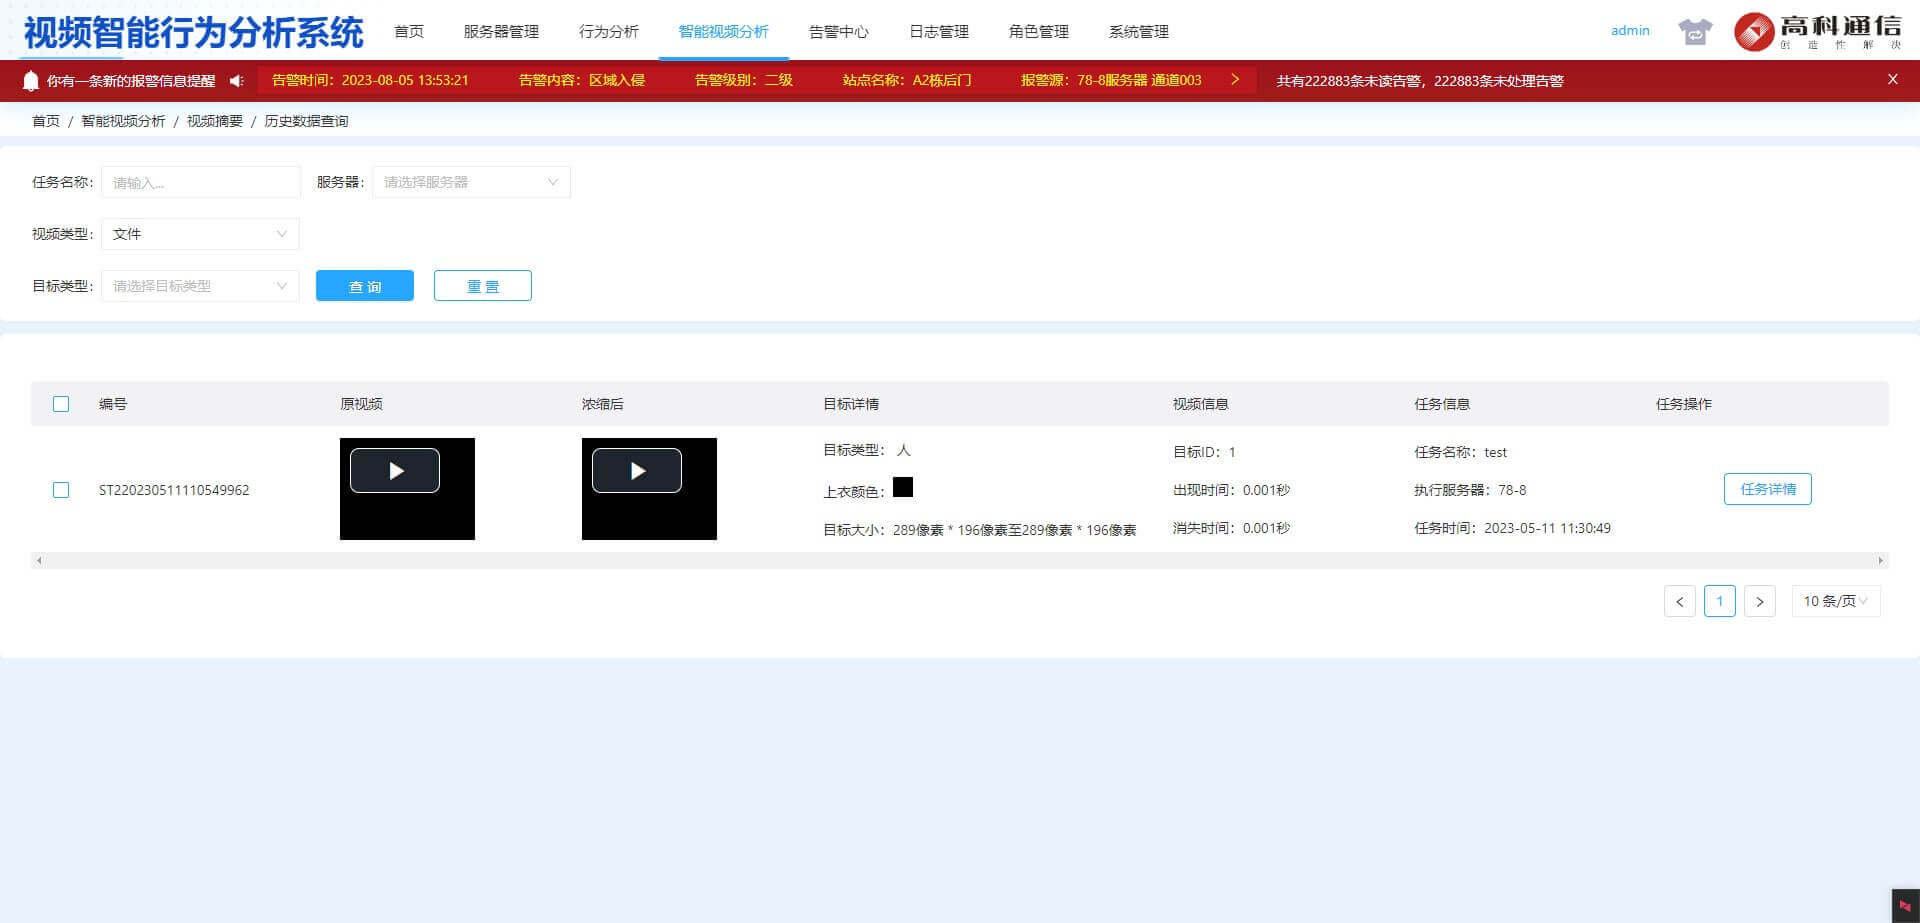 视频智能行为分析系统 首页 服务器管理 行为分析 智能视频分析 告警中心 日志管理 角色管理 系统管理 admin 高科通信
创造性解决
你有一条新的报警信息提醒 告警时间：2023-08-05 13:53:21 告警内容：区域入侵 告警级别：二级 站点名称：A2栋后门 报警源：78-8服务器 通道003 > 共有222883条未读告警，222883条未处理告警 X
首页 / 智能视频分析 / 视频摘要 / 历史数据查询
任务名称： 请输入... 服务器： 请选择服务器
视频类型： 文件
目标类型： 请选择目标类型 查 询 重 置
编号 原视频 浓缩后 目标详情 视频信息 任务信息 任务操作
目标类型： 人 目标ID：1 任务名称：test
ST220230511110549962 上衣颜色： 出现时间：0.001秒 执行服务器：78-8 任务详情
目标大小：289像素 * 196像素至289像素 * 196像素 消失时间：0.001秒 任务时间：2023-05-11 11:30:49
< 1 > 10 条/页